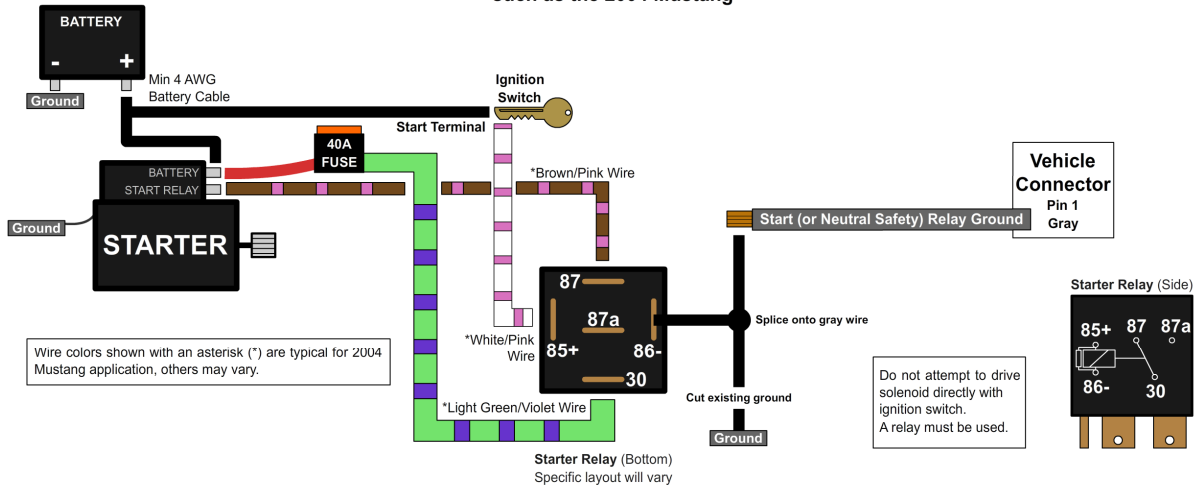 such as the 2004 Mustang
BATTERY
- +
Ground
Min 4 AWG
Battery Cable
Ignition
Switch
Start Terminal
40A
FUSE
BATTERY
START RELAY
Ground
STARTER
*Brown/Pink Wire
Vehicle
Connector
Pin 1
Gray
Start (or Neutral Safety) Relay Ground
87
87a
85+
86-
30
*White/Pink
Wire
Splice onto gray wire
Starter Relay (Side)
85+ 87 87a
86- 30
Wire colors shown with an asterisk (*) are typical for 2004
Mustang application, others may vary.
Do not attempt to drive
solenoid directly with
ignition switch.
A relay must be used.
*Light Green/Violet Wire
Cut existing ground
Ground
Starter Relay (Bottom)
Specific layout will vary